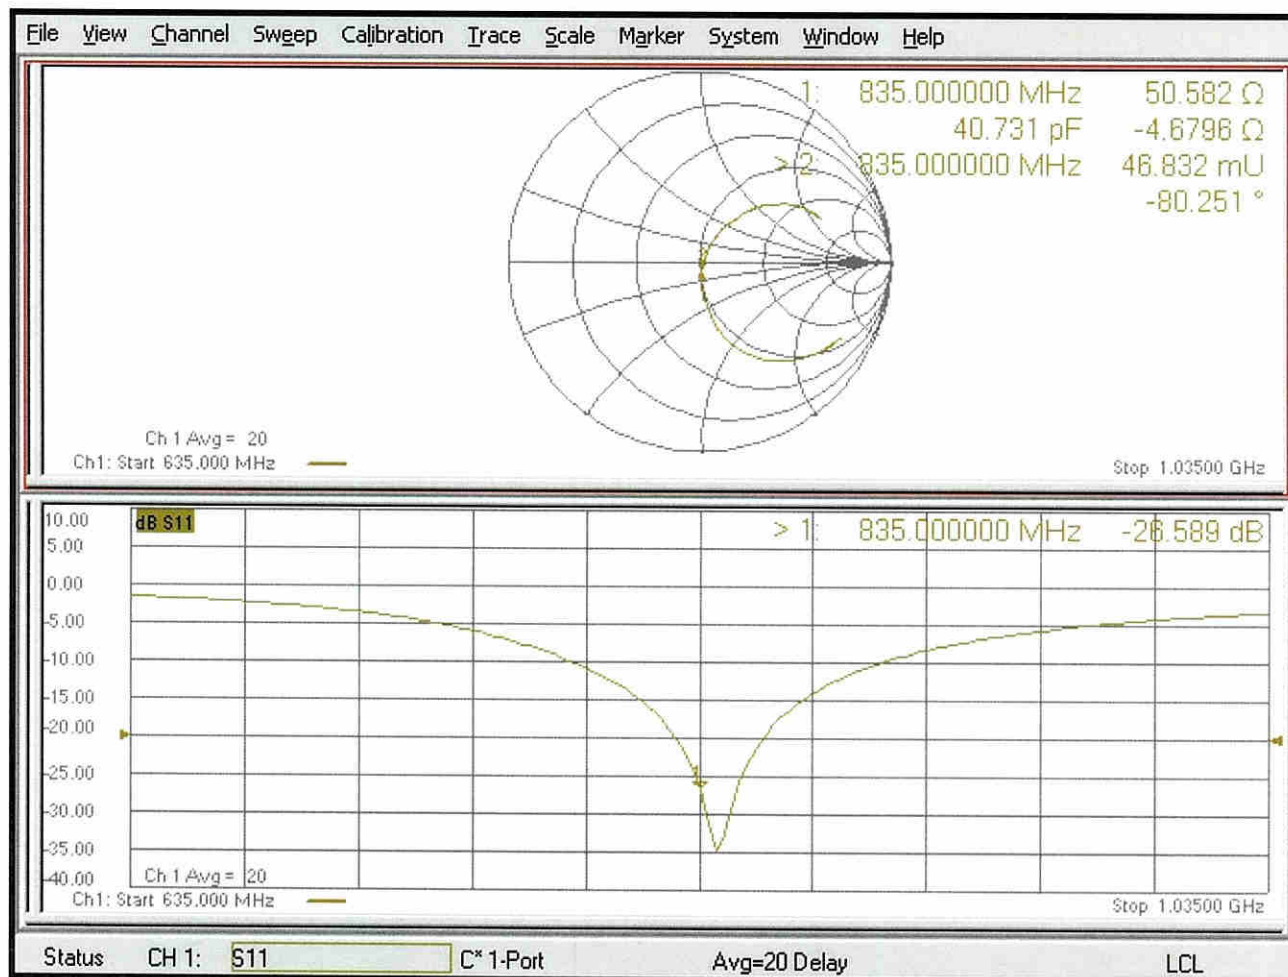 File View Channel Sweep Calibration Trace Scale Marker System Window Help
1: 835.000000 MHz 50.582 Ω
40.731 pF -4.6796 Ω
> 2: 835.000000 MHz 46.832 mU
-80.251 °
Ch 1 Avg = 20
Ch1: Start 635.000 MHz
Stop 1.03500 GHz
dB S11
> 1: 835.000000 MHz -26.589 dB
10.00
5.00
0.00
-5.00
-10.00
-15.00
-20.00
-25.00
-30.00
-35.00
-40.00
1
Ch 1 Avg = 20
Ch1: Start 635.000 MHz
Stop 1.03500 GHz
Status CH 1: S11 C* 1-Port Avg=20 Delay LCL